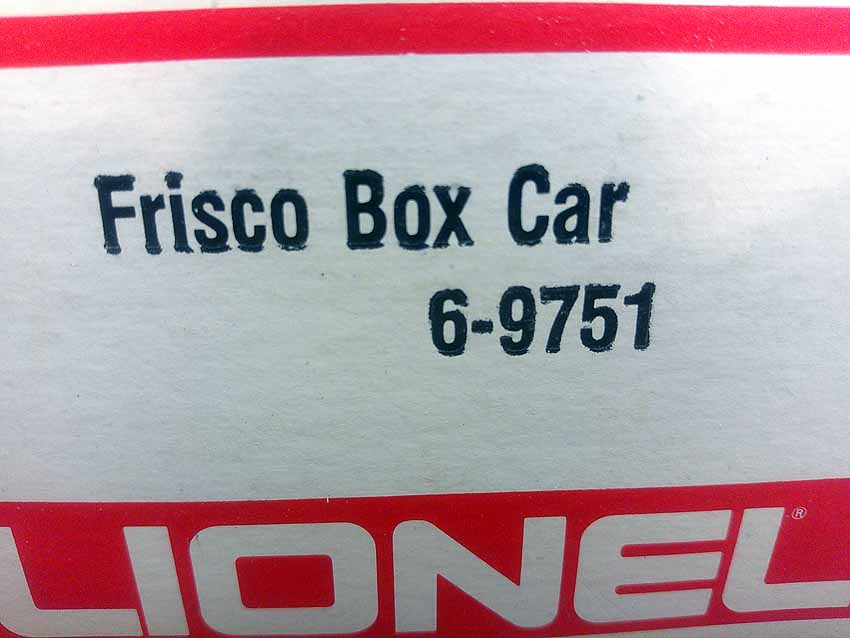 Frisco Box Car
6-9751
LIONEL®